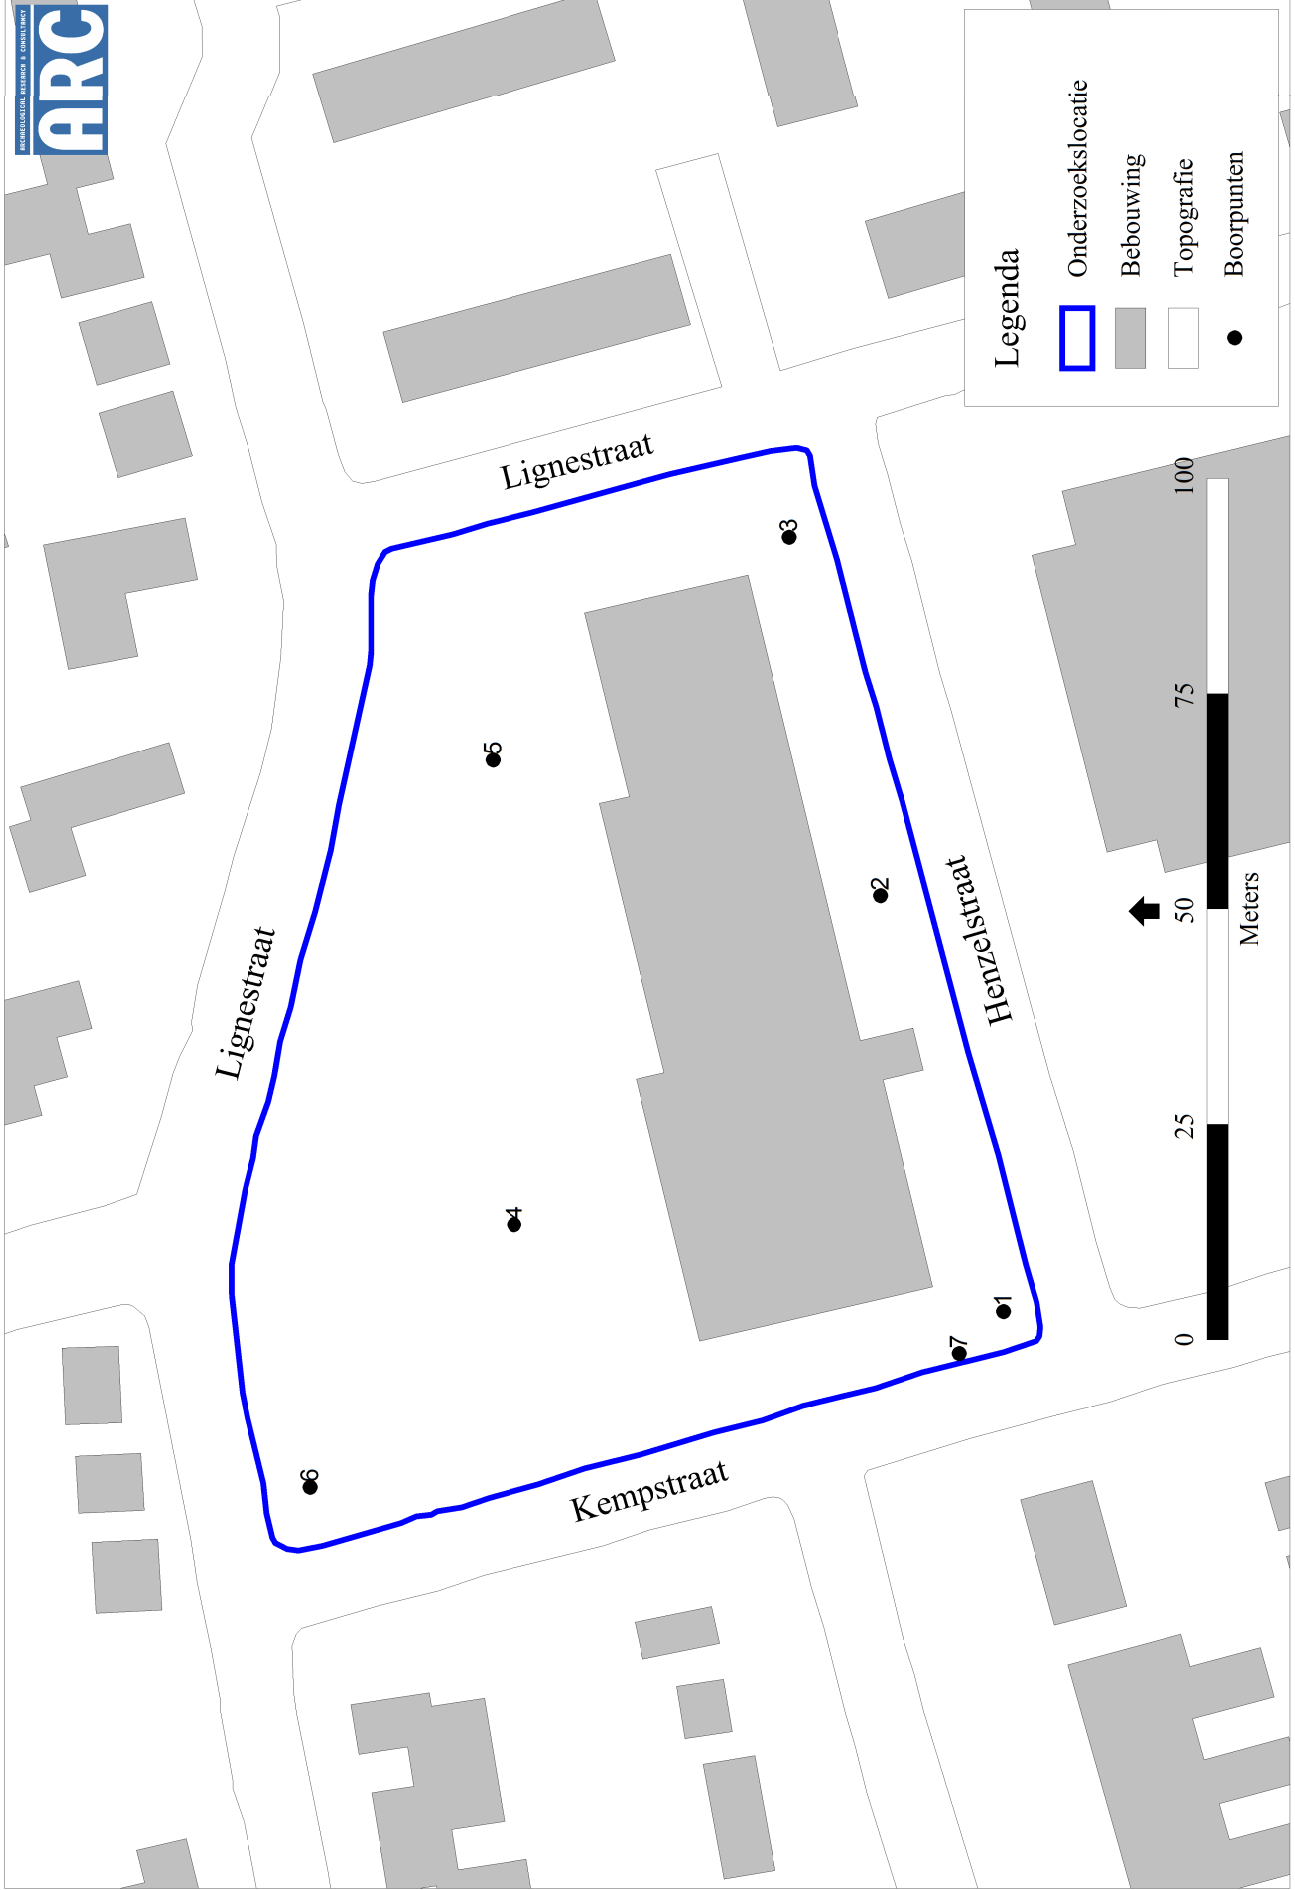 ARCHAEOLOGICAL RESEARCH & CONSULTANCY
ARC
Lignestraat
Lignestraat
Henzelstraat
Kempstraat
1
2
3
4
5
6
7
Legenda
Onderzoekslocatie
Bebouwing
Topografie
Boorpunten
0 25 50 75 100
Meters